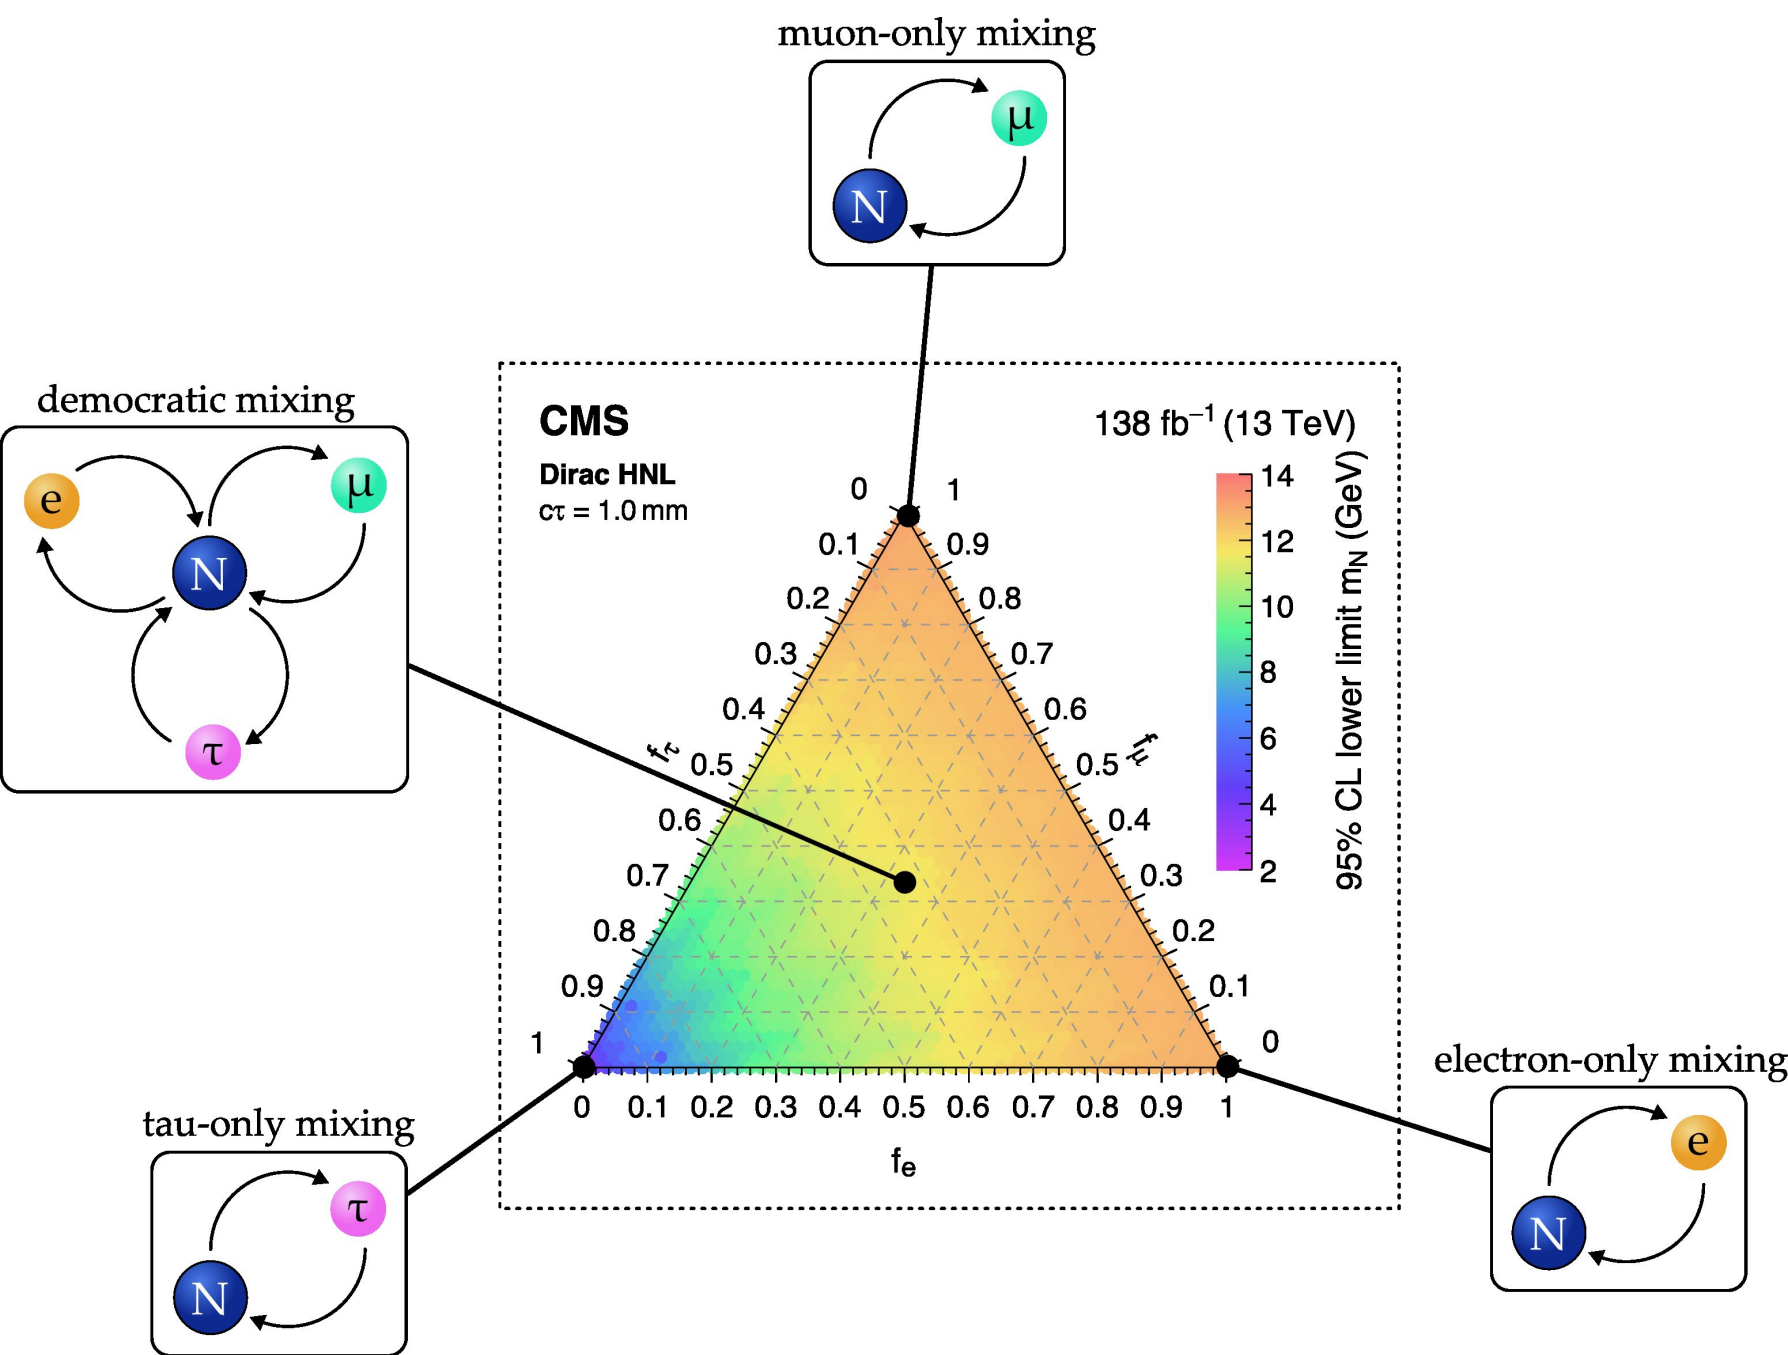 muon-only mixing
μ
N
democratic mixing
e
μ
N
τ
CMS
138 fb⁻¹ (13 TeV)
Dirac HNL
cτ = 1.0 mm
0
0.1
0.2
0.3
0.4
0.5
0.6
0.7
0.8
0.9
1
fτ
1
0.9
0.8
0.7
0.6
0.5
0.4
0.3
0.2
0.1
0
fμ
14
12
10
8
6
4
2
95% CL lower limit mN (GeV)
0 0.1 0.2 0.3 0.4 0.5 0.6 0.7 0.8 0.9 1
fe
tau-only mixing
τ
N
electron-only mixing
e
N